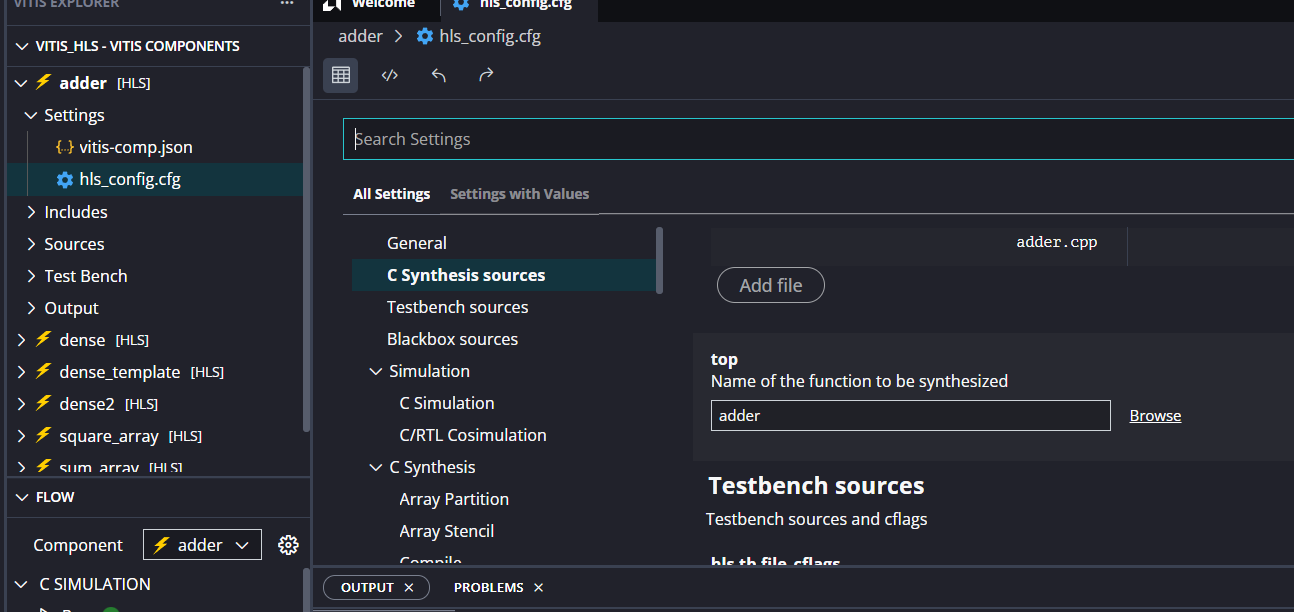 VITIS EXPLORER
VITIS_HLS - VITIS COMPONENTS
adder [HLS]
Settings
{..} vitis-comp.json
hls_config.cfg
Includes
Sources
Test Bench
Output
dense [HLS]
dense_template [HLS]
dense2 [HLS]
square_array [HLS]
sum_array [HLS]
FLOW
Component adder
C SIMULATION
Welcome
hls_config.cfg
adder > hls_config.cfg
</>
Search Settings
All Settings Settings with Values
General
C Synthesis sources
Testbench sources
Blackbox sources
Simulation
C Simulation
C/RTL Cosimulation
C Synthesis
Array Partition
Array Stencil
Compile
adder.cpp
Add file
top
Name of the function to be synthesized
adder Browse
Testbench sources
Testbench sources and cflags
hls.tb.file_cflags
OUTPUT × PROBLEMS ×